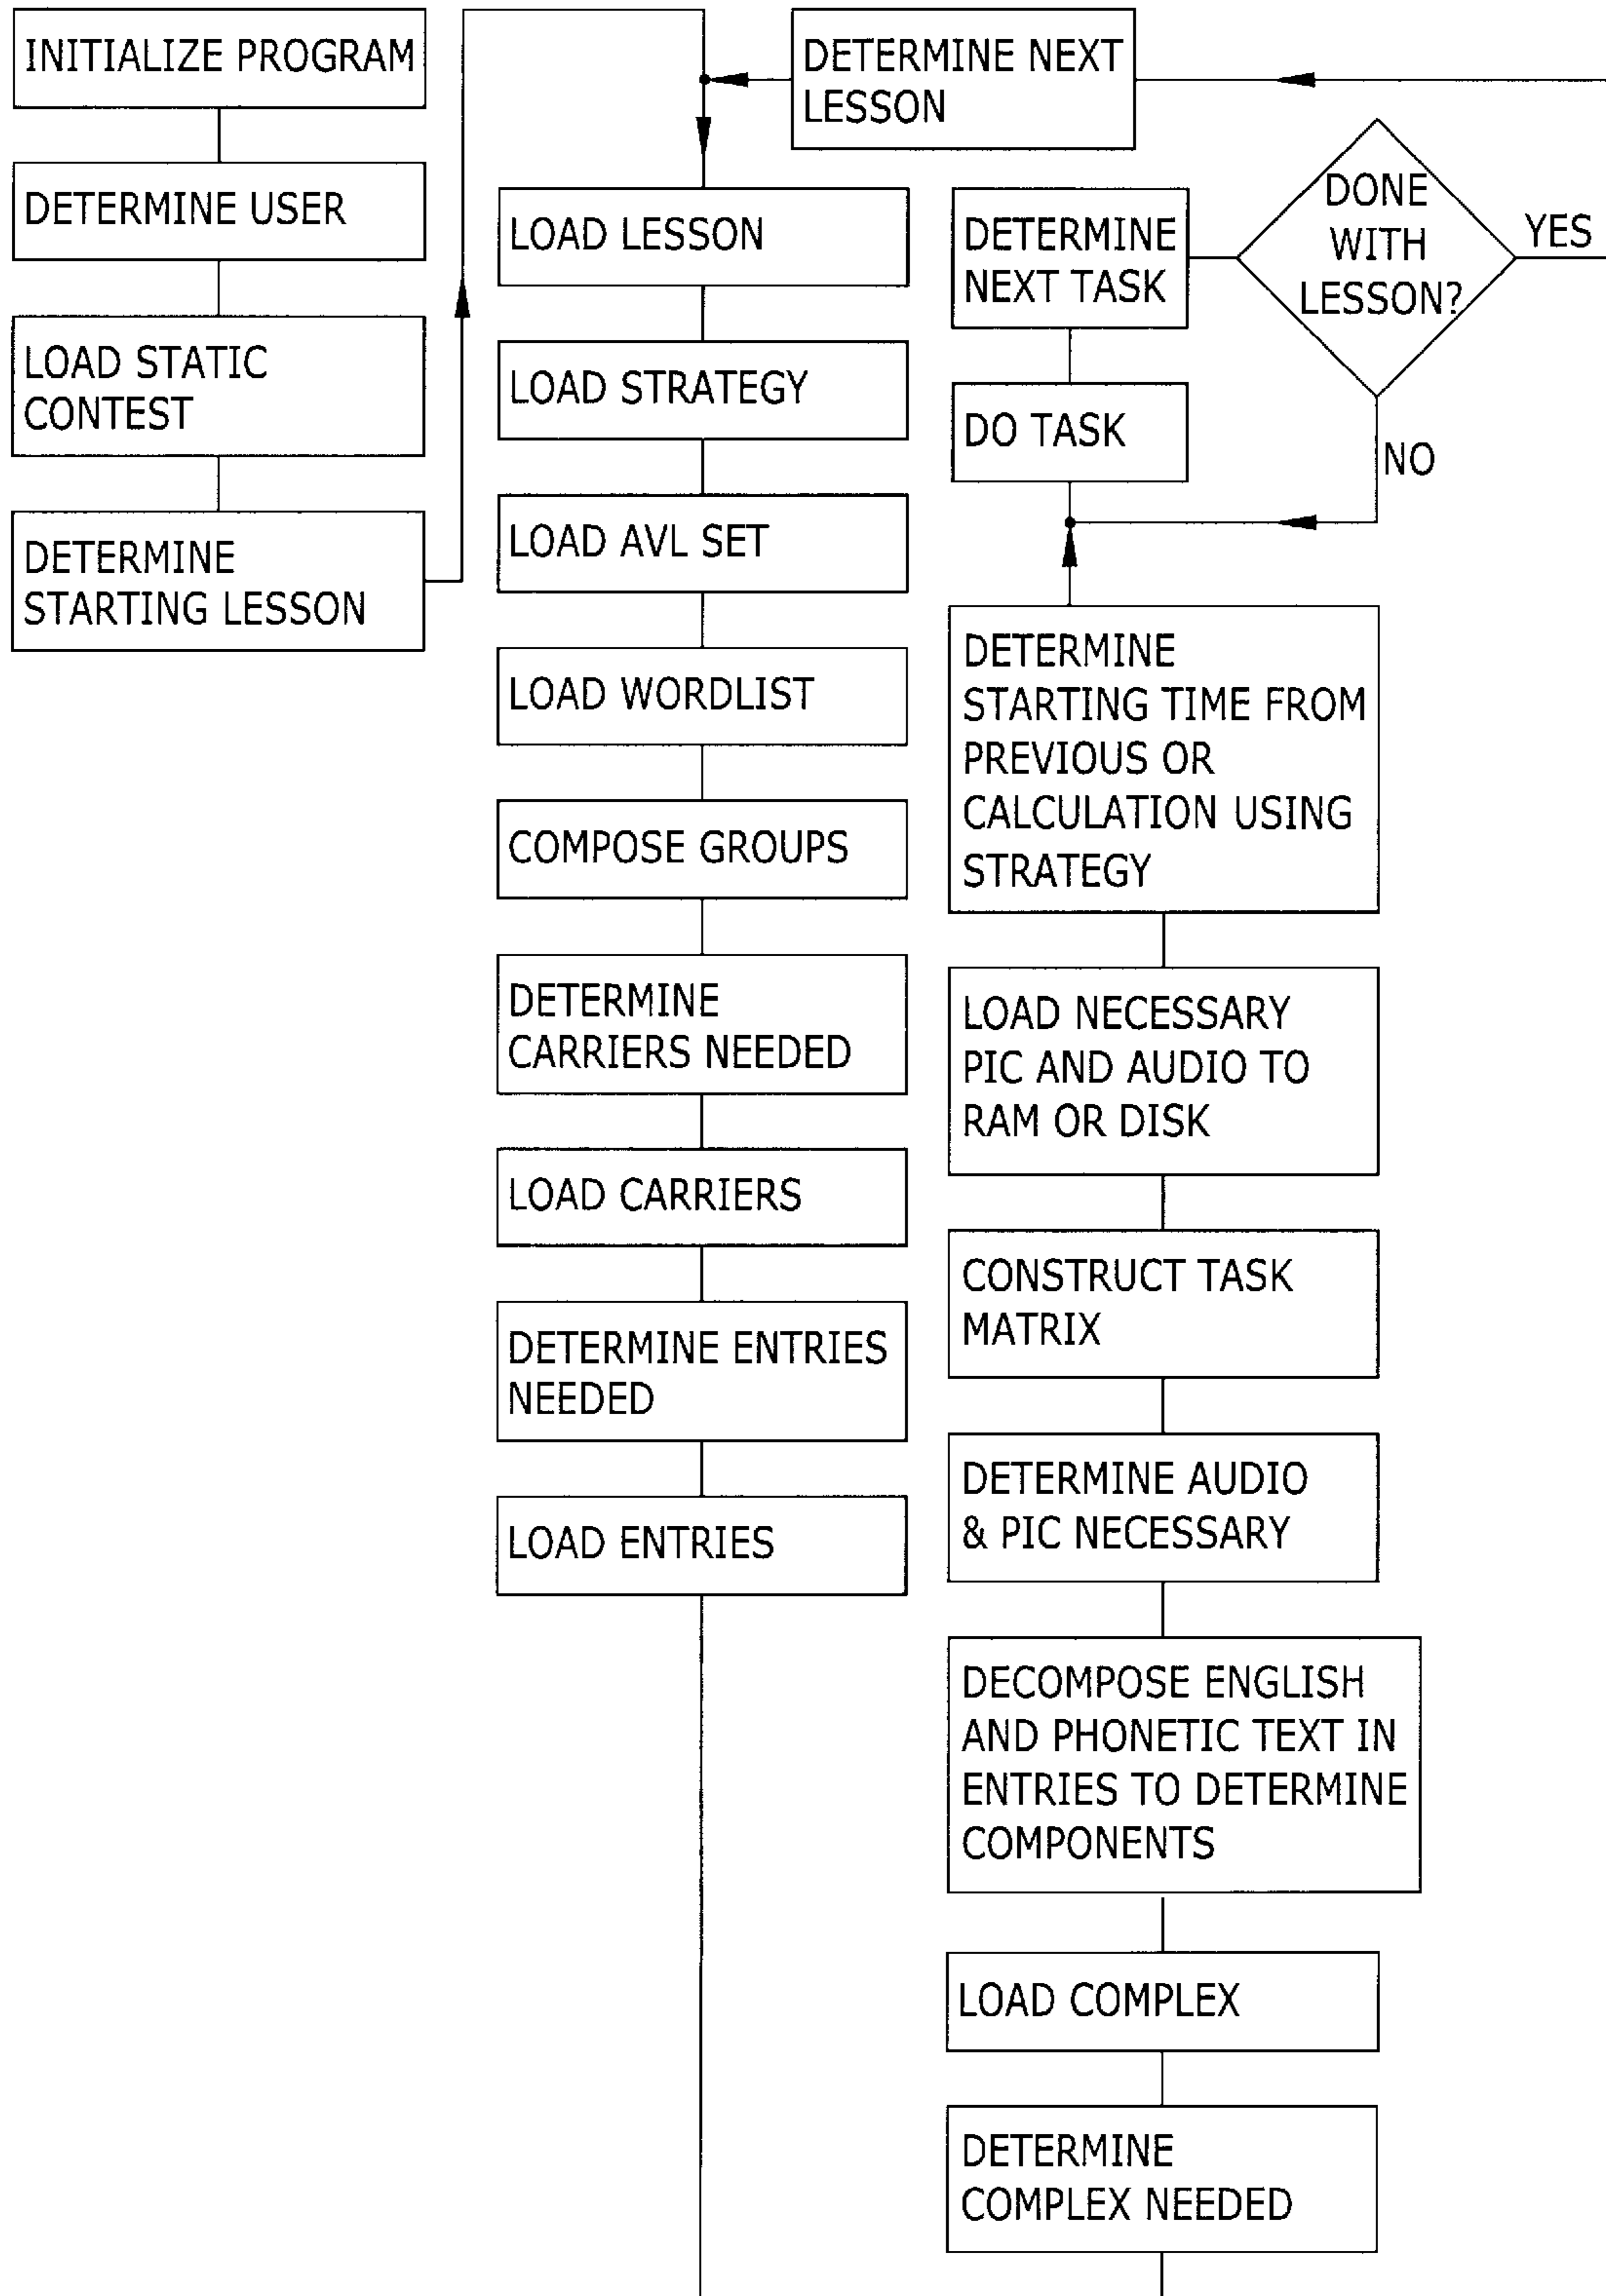 INITIALIZE PROGRAM
DETERMINE USER
LOAD STATIC
CONTEST
DETERMINE
STARTING LESSON
DETERMINE NEXT
LESSON
LOAD LESSON
LOAD STRATEGY
LOAD AVL SET
LOAD WORDLIST
COMPOSE GROUPS
DETERMINE
CARRIERS NEEDED
LOAD CARRIERS
DETERMINE ENTRIES
NEEDED
LOAD ENTRIES
DETERMINE
NEXT TASK
DONE
WITH
LESSON?
YES
NO
DO TASK
DETERMINE
STARTING TIME FROM
PREVIOUS OR
CALCULATION USING
STRATEGY
LOAD NECESSARY
PIC AND AUDIO TO
RAM OR DISK
CONSTRUCT TASK
MATRIX
DETERMINE AUDIO
& PIC NECESSARY
DECOMPOSE ENGLISH
AND PHONETIC TEXT IN
ENTRIES TO DETERMINE
COMPONENTS
LOAD COMPLEX
DETERMINE
COMPLEX NEEDED